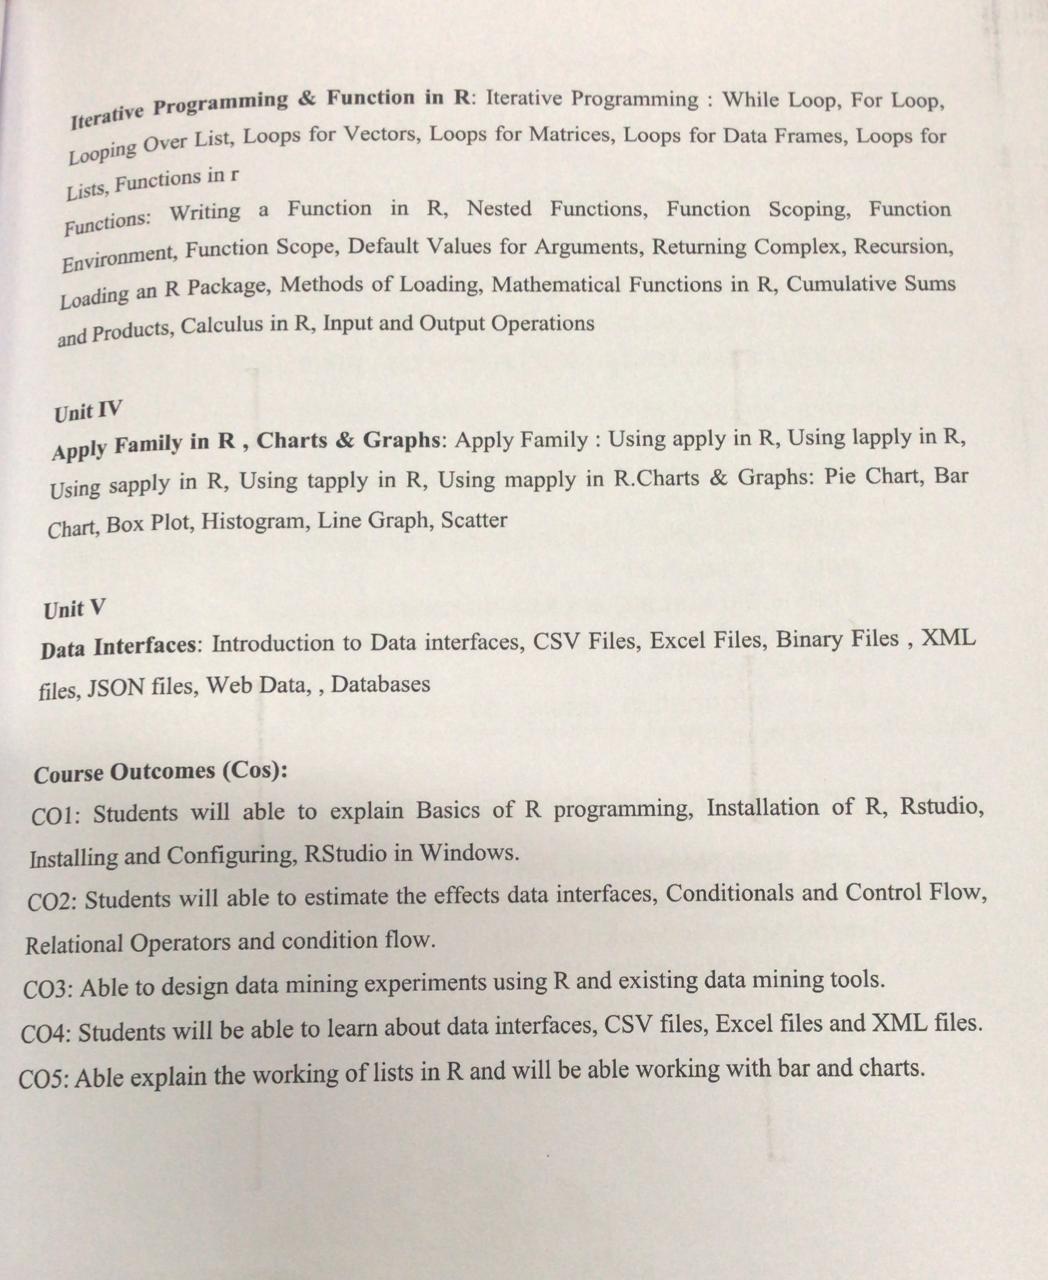 Iterative Programming & Function in R: Iterative Programming : While Loop, For Loop,
Looping Over List, Loops for Vectors, Loops for Matrices, Loops for Data Frames, Loops for
Lists, Functions in r
Functions: Writing a Function in R, Nested Functions, Function Scoping, Function
Environment, Function Scope, Default Values for Arguments, Returning Complex, Recursion,
Loading an R Package, Methods of Loading, Mathematical Functions in R, Cumulative Sums
and Products, Calculus in R, Input and Output Operations
Unit IV
Apply Family in R , Charts & Graphs: Apply Family : Using apply in R, Using lapply in R,
Using sapply in R, Using tapply in R, Using mapply in R.Charts & Graphs: Pie Chart, Bar
Chart, Box Plot, Histogram, Line Graph, Scatter
Unit V
Data Interfaces: Introduction to Data interfaces, CSV Files, Excel Files, Binary Files , XML
files, JSON files, Web Data, , Databases
Course Outcomes (Cos):
CO1: Students will able to explain Basics of R programming, Installation of R, Rstudio,
Installing and Configuring, RStudio in Windows.
CO2: Students will able to estimate the effects data interfaces, Conditionals and Control Flow,
Relational Operators and condition flow.
CO3: Able to design data mining experiments using R and existing data mining tools.
CO4: Students will be able to learn about data interfaces, CSV files, Excel files and XML files.
CO5: Able explain the working of lists in R and will be able working with bar and charts.